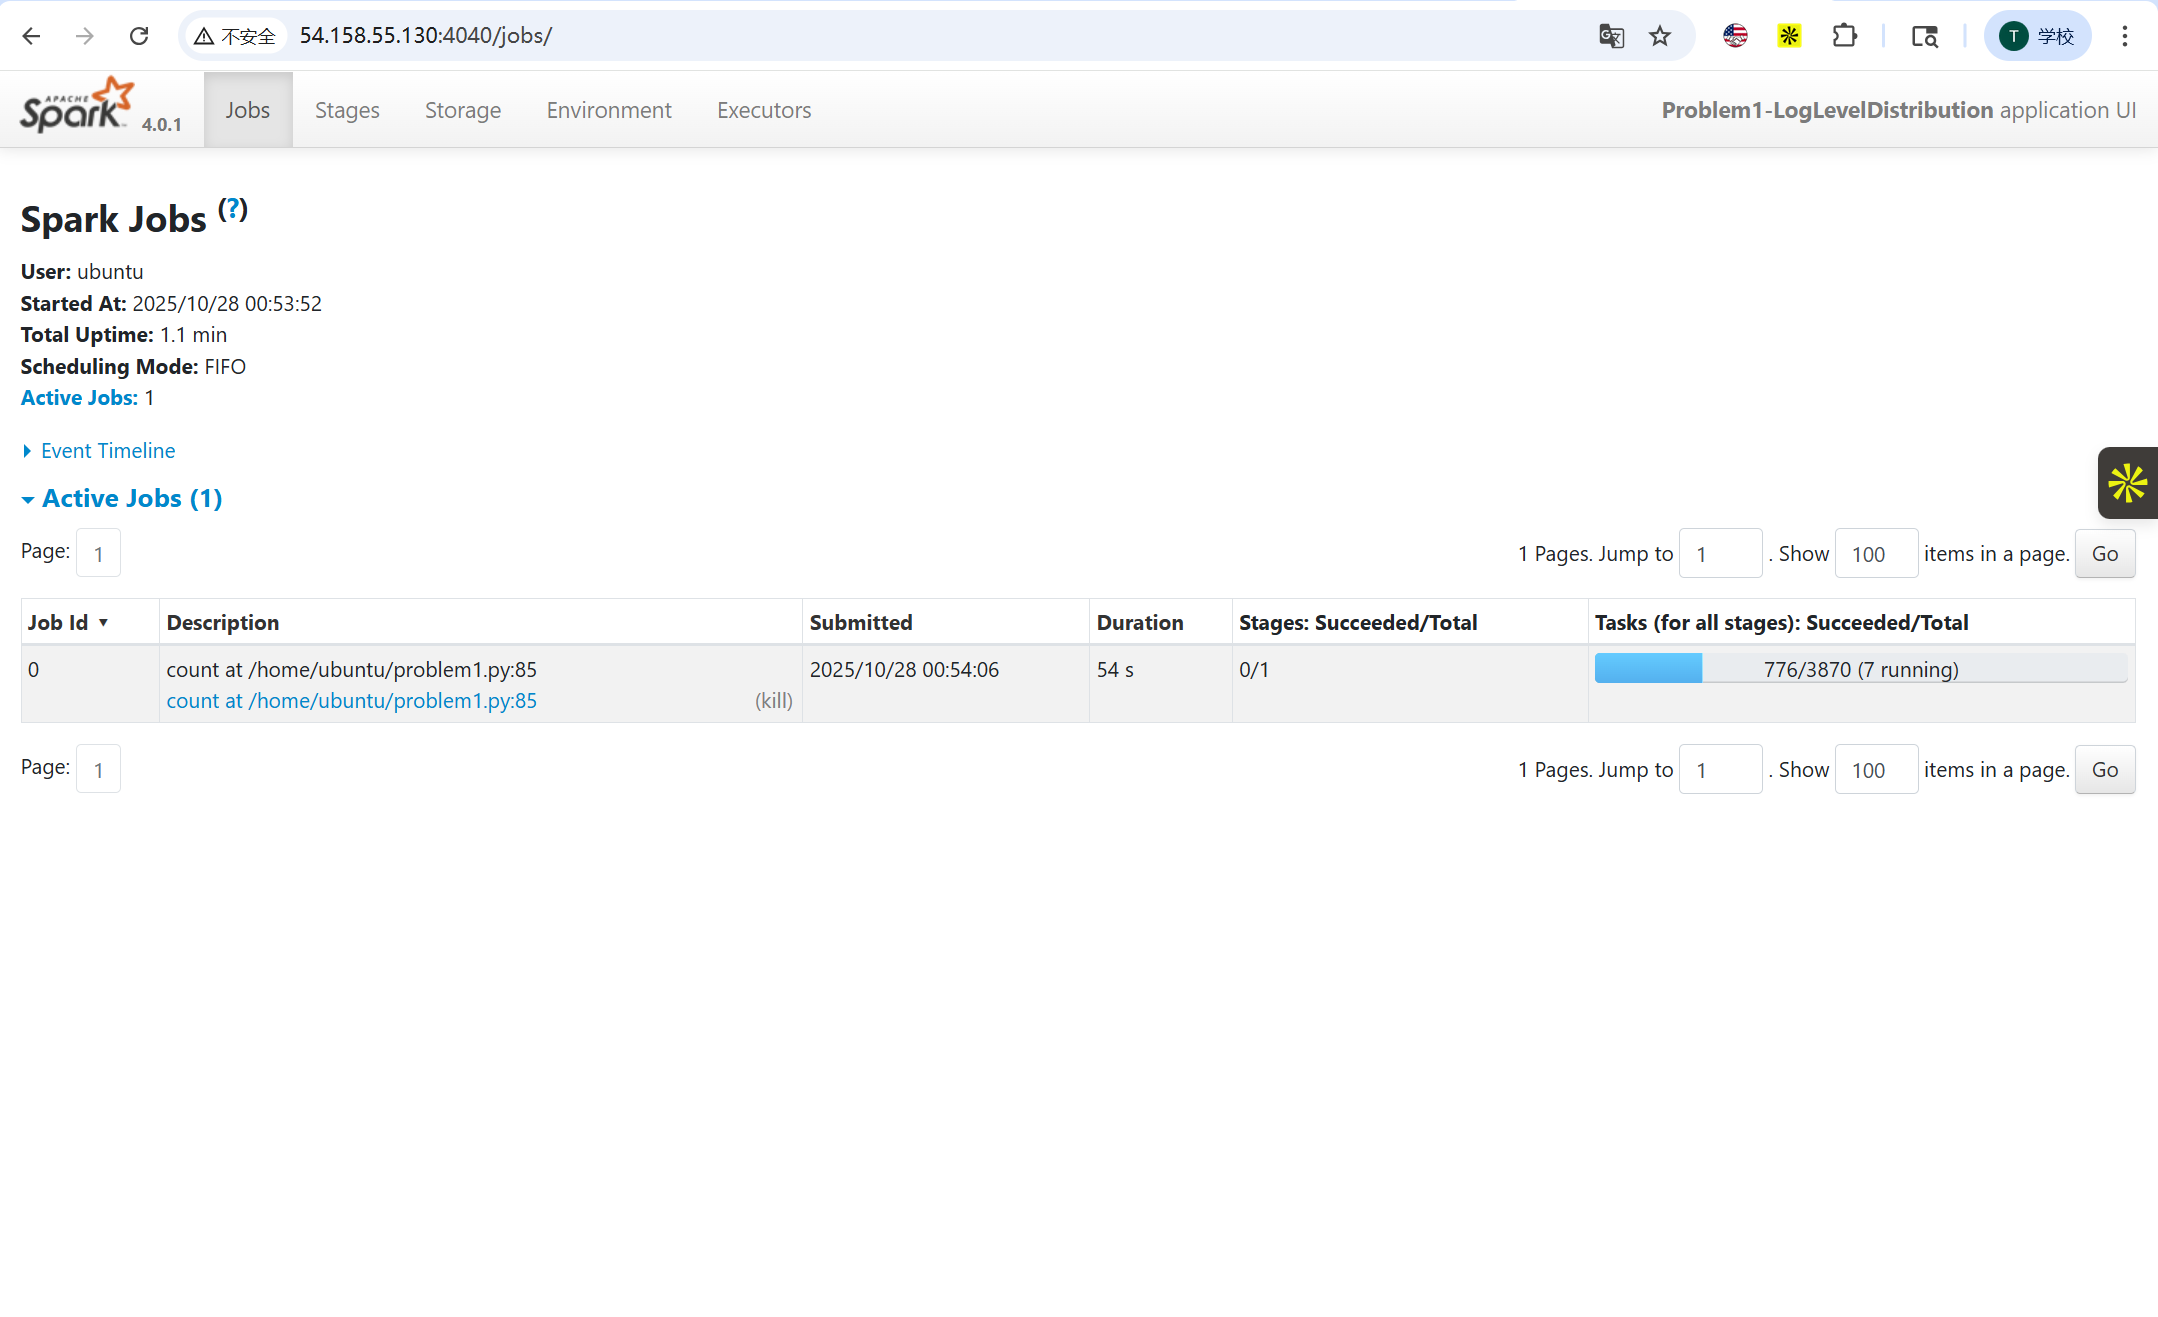 不安全 54.158.55.130:4040/jobs/ T 学校
APACHE Spark 4.0.1 Jobs Stages Storage Environment Executors Problem1-LogLevelDistribution application UI
Spark Jobs (?)
User: ubuntu
Started At: 2025/10/28 00:53:52
Total Uptime: 1.1 min
Scheduling Mode: FIFO
Active Jobs: 1
Event Timeline
Active Jobs (1)
Page: 1 1 Pages. Jump to 1 . Show 100 items in a page. Go
Job Id ▾ Description Submitted Duration Stages: Succeeded/Total Tasks (for all stages): Succeeded/Total
0 count at /home/ubuntu/problem1.py:85 2025/10/28 00:54:06 54 s 0/1 776/3870 (7 running)
count at /home/ubuntu/problem1.py:85 (kill)
Page: 1 1 Pages. Jump to 1 . Show 100 items in a page. Go